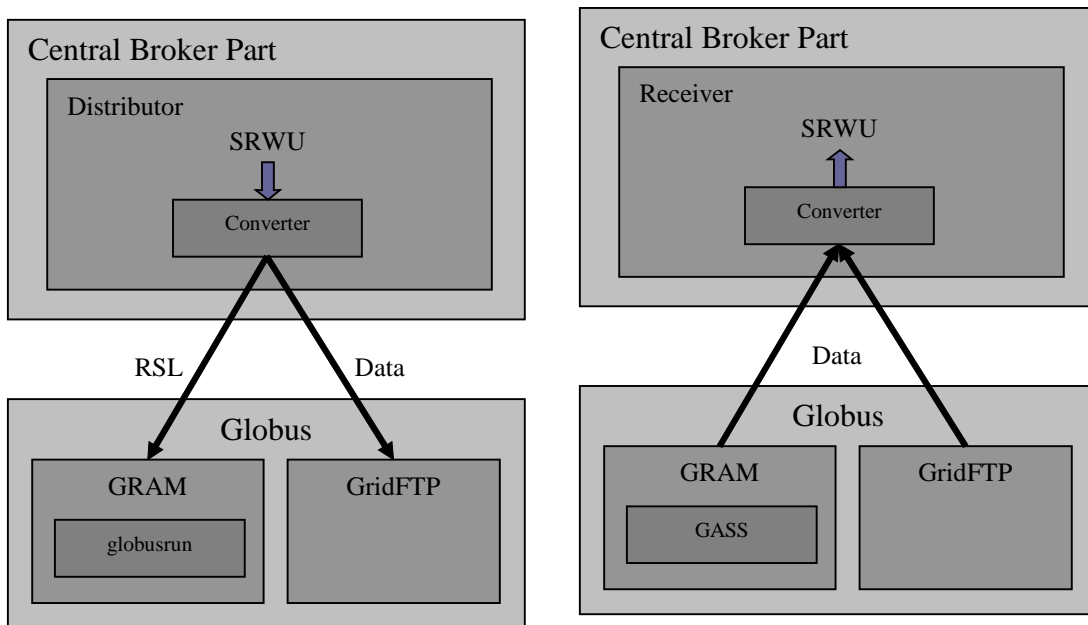 Central Broker Part
Distributor
SRWU
Converter
RSL
Data
Globus
GRAM
GridFTP
globusrun
Central Broker Part
Receiver
SRWU
Converter
Data
Globus
GRAM
GridFTP
GASS